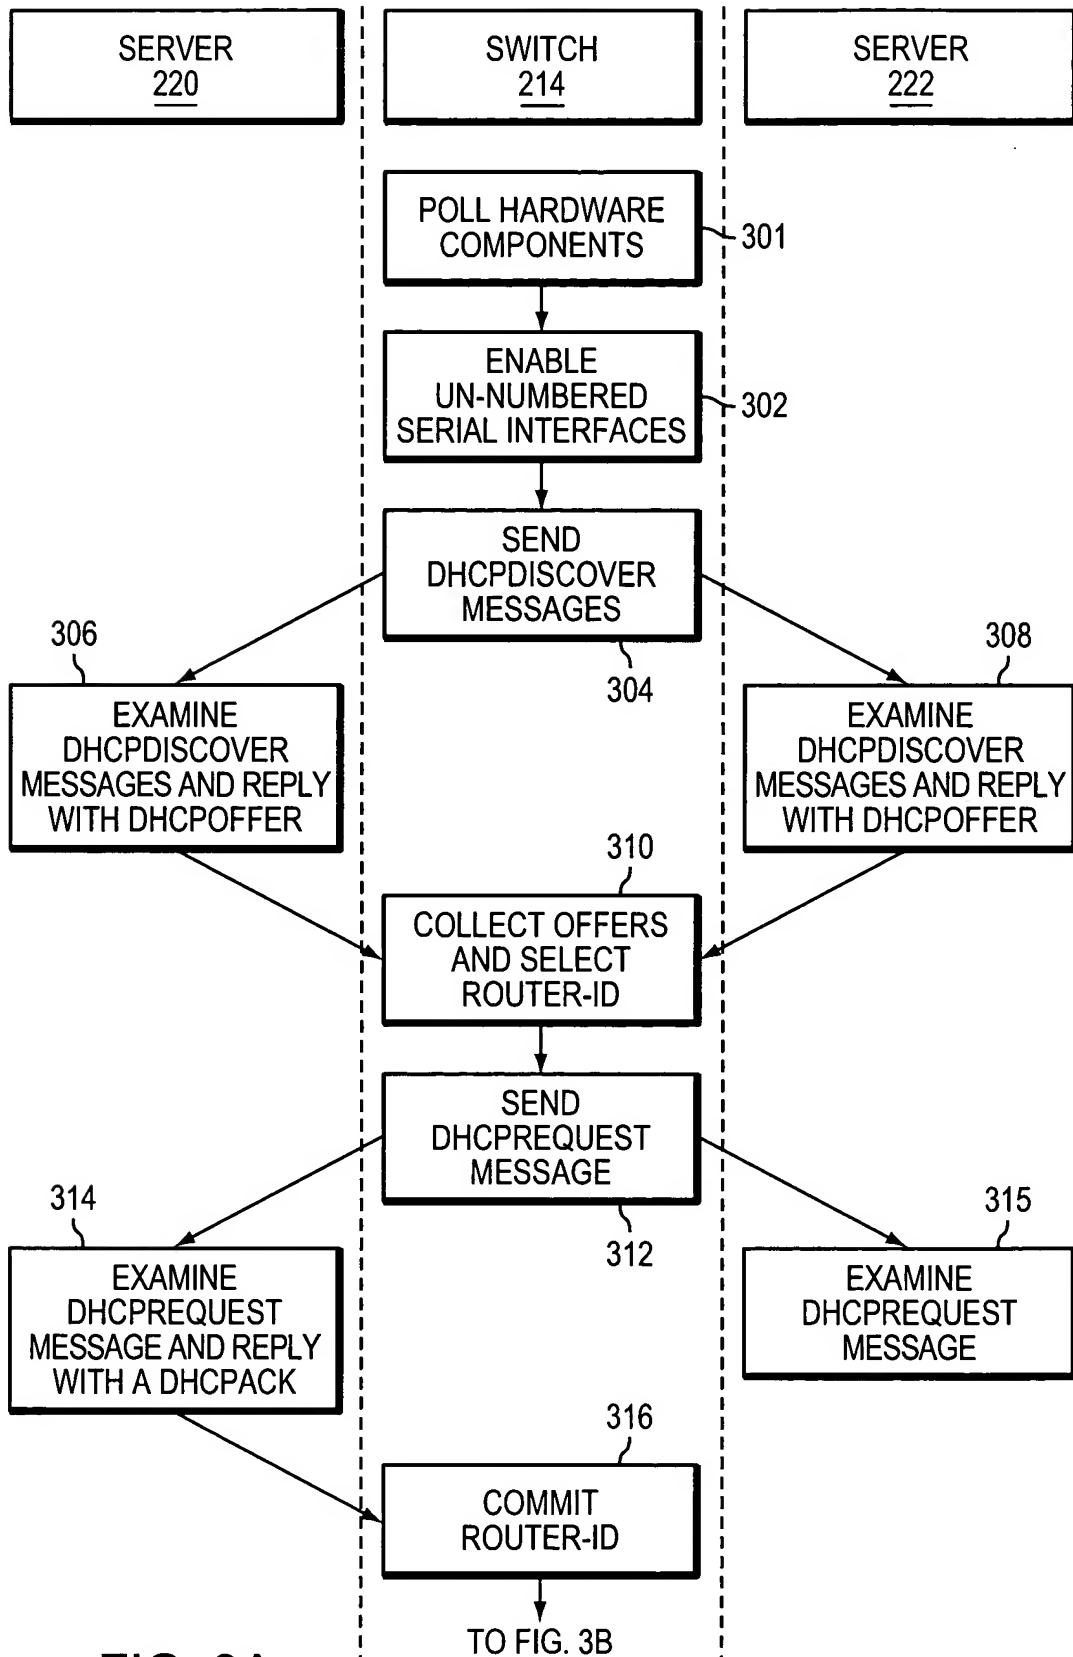 SERVER
220
SWITCH
214
SERVER
222
POLL HARDWARE
COMPONENTS
301
ENABLE
UN-NUMBERED
SERIAL INTERFACES
302
SEND
DHCPDISCOVER
MESSAGES
304
306
EXAMINE
DHCPDISCOVER
MESSAGES AND REPLY
WITH DHCPOFFER
308
EXAMINE
DHCPDISCOVER
MESSAGES AND REPLY
WITH DHCPOFFER
310
COLLECT OFFERS
AND SELECT
ROUTER-ID
SEND
DHCPREQUEST
MESSAGE
312
314
EXAMINE
DHCPREQUEST
MESSAGE AND REPLY
WITH A DHCPACK
315
EXAMINE
DHCPREQUEST
MESSAGE
316
COMMIT
ROUTER-ID
TO FIG. 3B